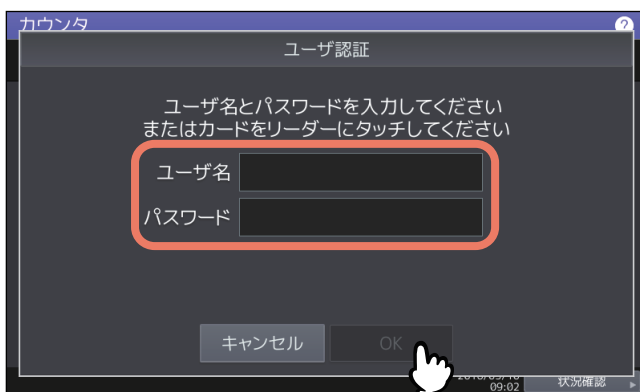 カウンタ
?
ユーザ認証
ユーザ名とパスワードを入力してください
またはカードをリーダーにタッチしてください
ユーザ名
パスワード
キャンセル
OK
09:02
状況確認